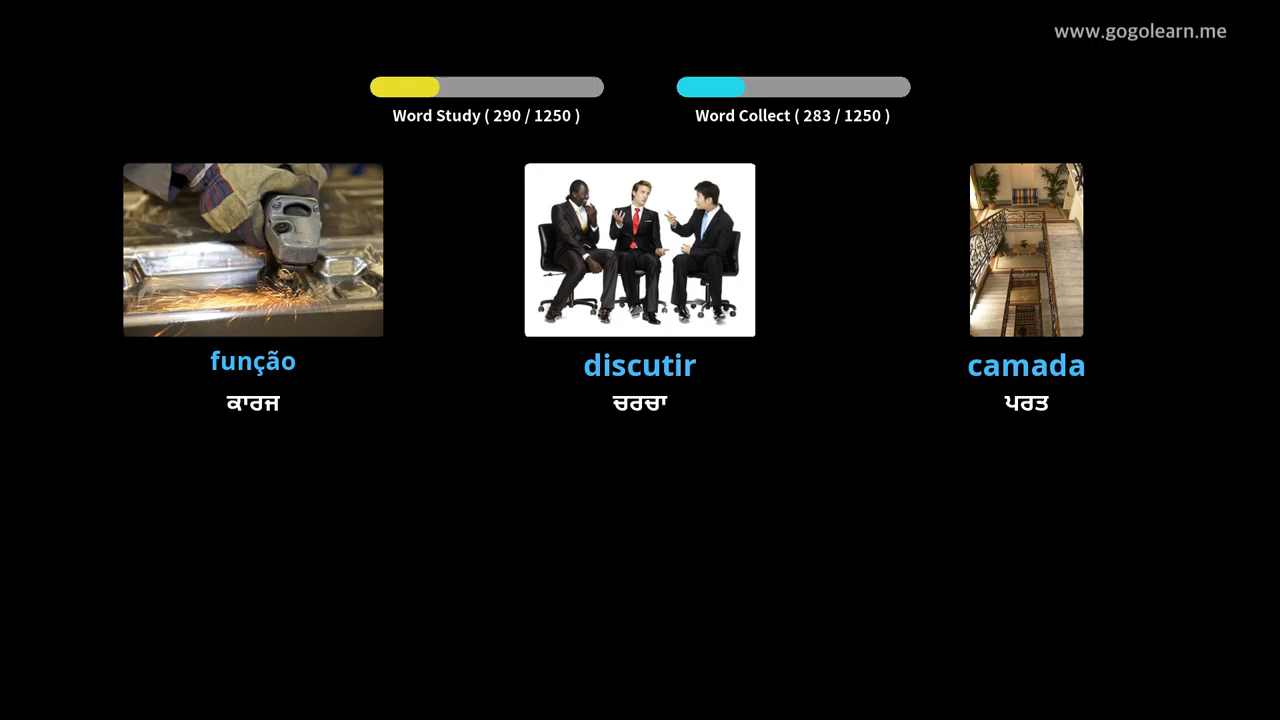 www.gogolearn.me
Word Study ( 290 / 1250 )
Word Collect ( 283 / 1250 )
função
discutir
camada
ਕਾਰਜ
ਚਰਚਾ
ਪਰਤ